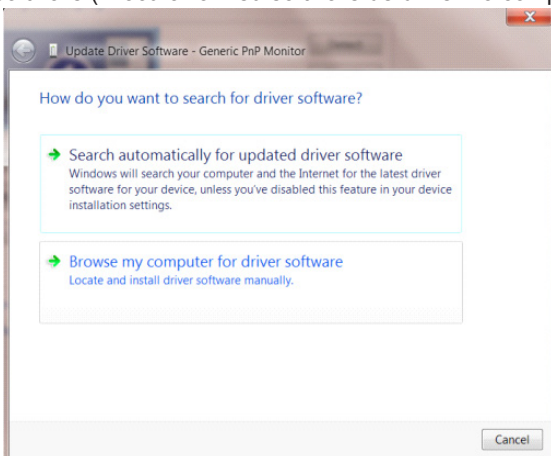 Update Driver Software - Generic PnP Monitor
How do you want to search for driver software?
Search automatically for updated driver software
Windows will search your computer and the Internet for the latest driver
software for your device, unless you've disabled this feature in your device
installation settings.
Browse my computer for driver software
Locate and install driver software manually.
Cancel